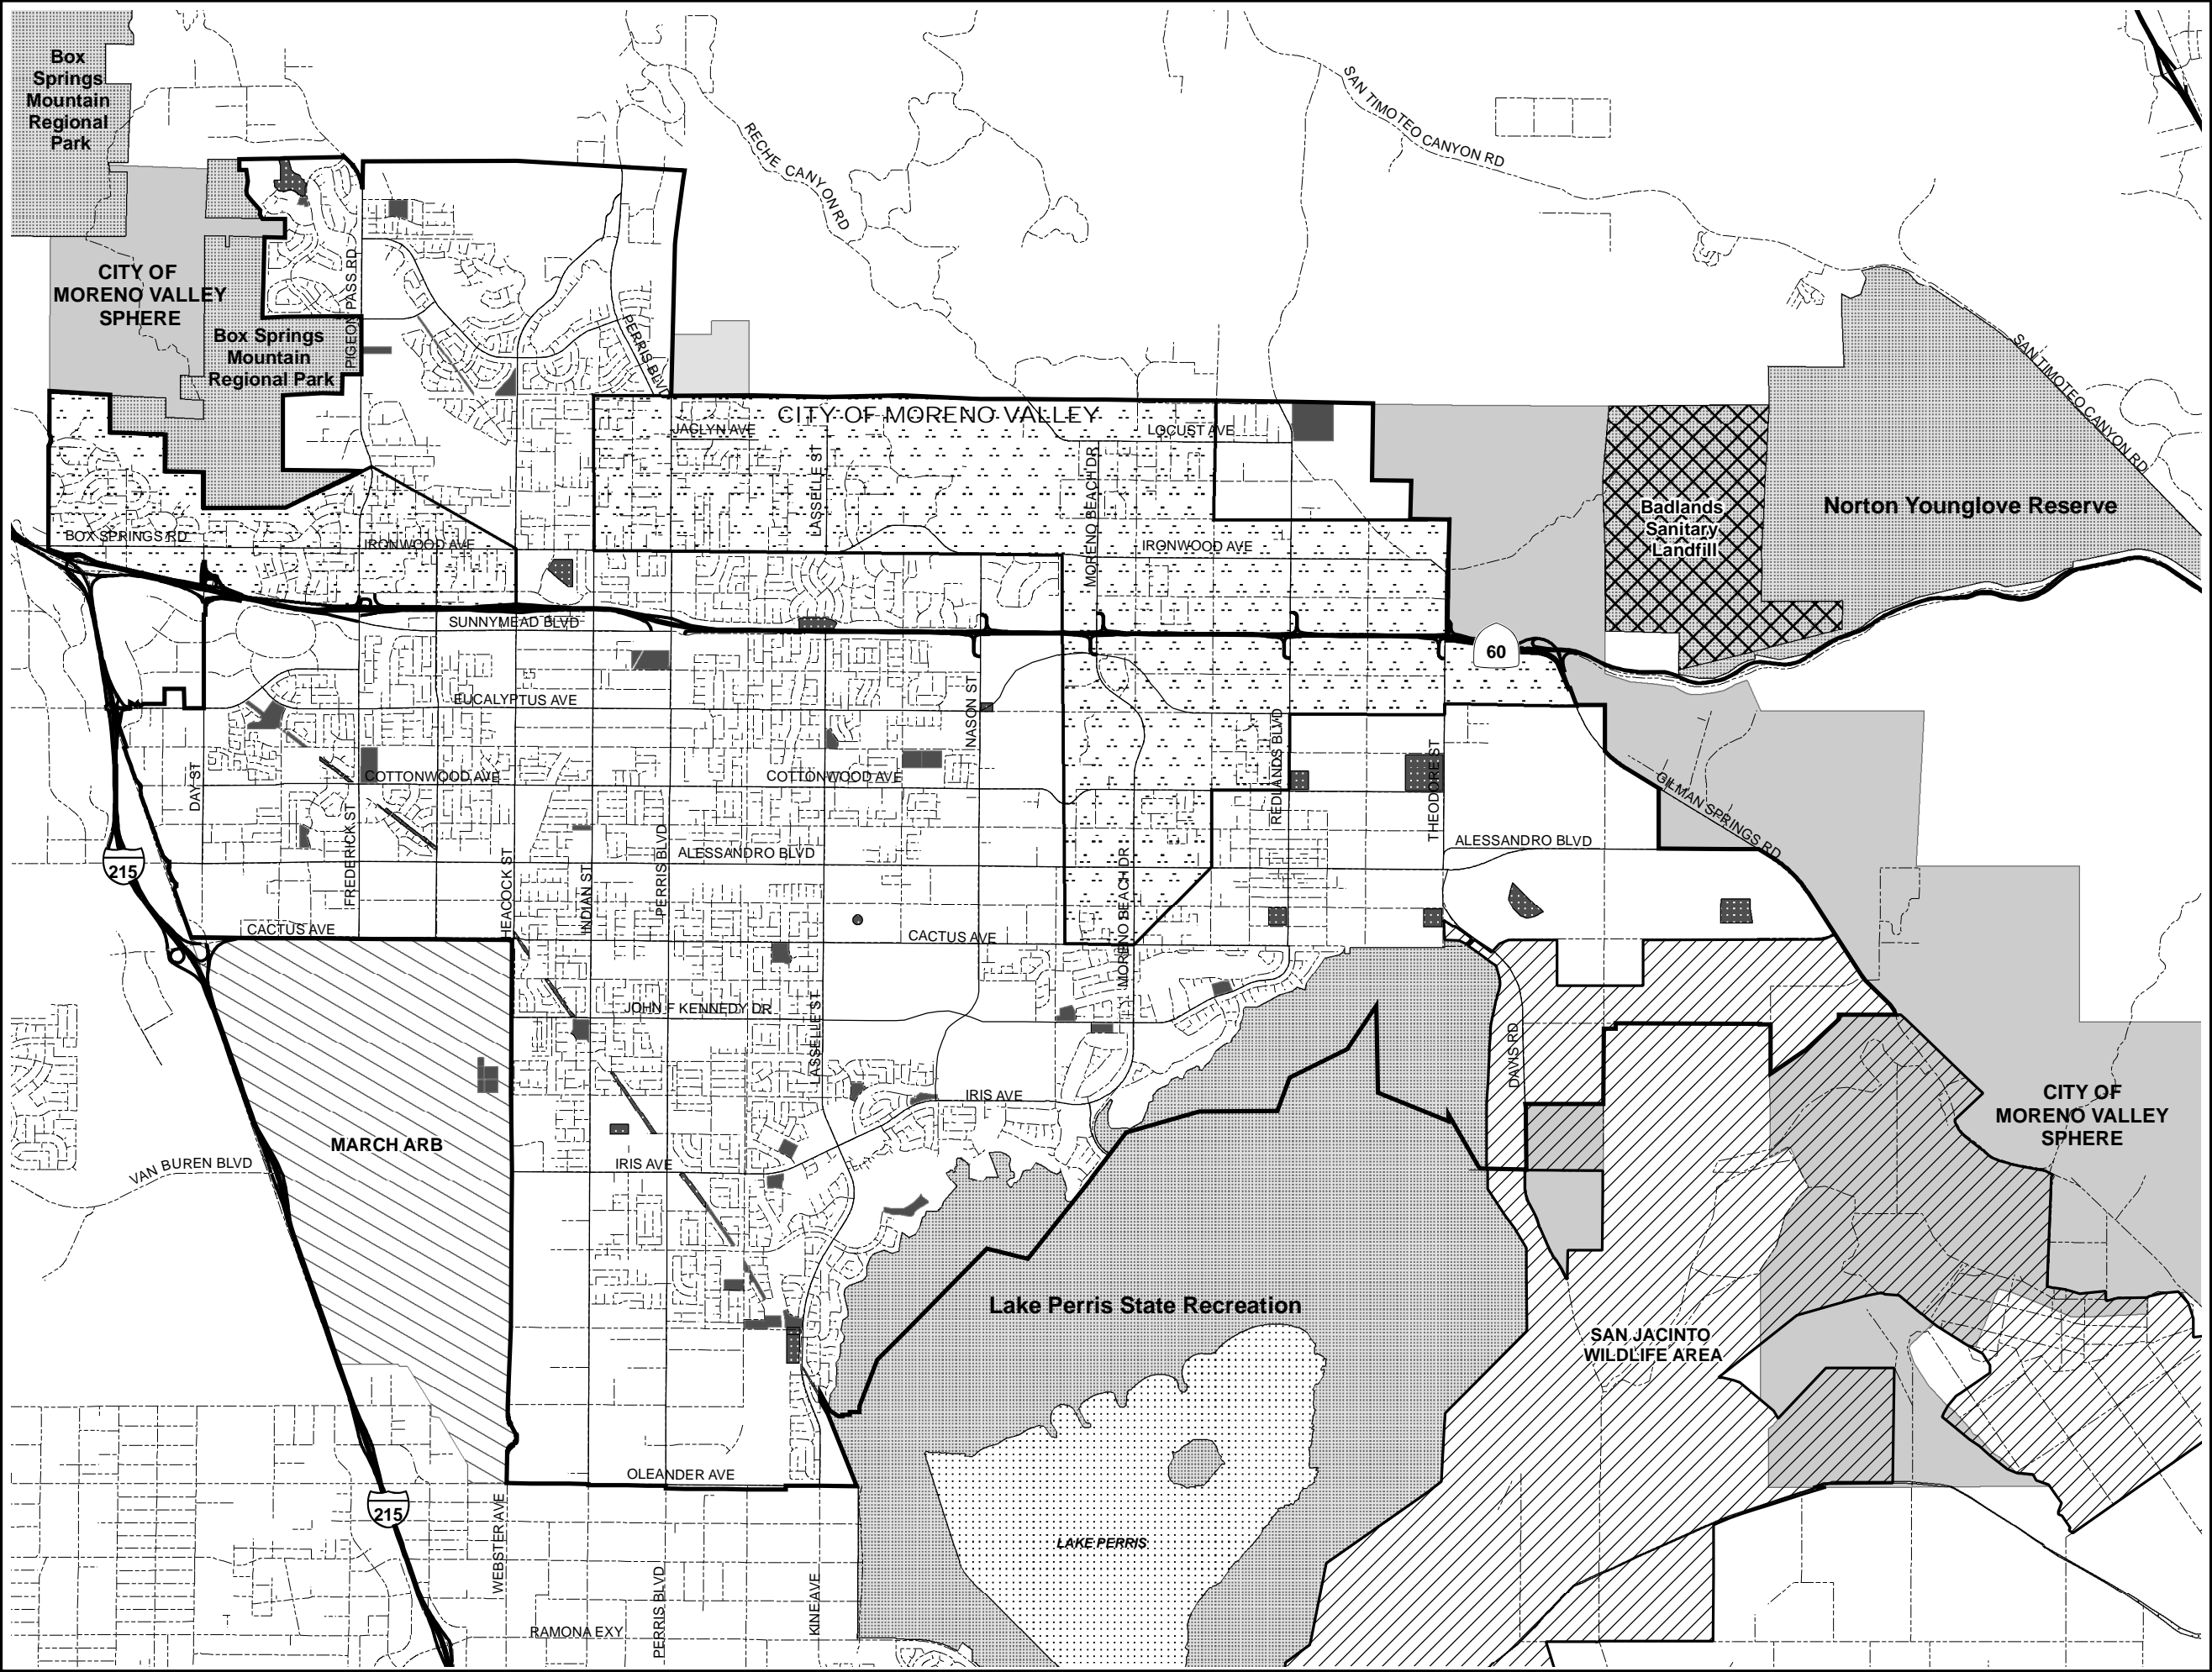 Box
Springs
Mountain
Regional
Park
SAN TIMOTEO CANYON RD
RECHE CANYON RD
CITY OF
MORENO VALLEY
SPHERE
PIGEON PASS RD
Box Springs
Mountain
Regional Park
PERRIS BLVD
SAN TIMOTEO CANYON RD
CITY OF MORENO VALLEY
JACLYN AVE
LOCUST AVE
LASSELLE ST
MORENO BEACH DR
Badlands
Sanitary
Landfill
Norton Younglove Reserve
BOX SPRINGS RD
IRONWOOD AVE
IRONWOOD AVE
SUNNYMEAD BLVD
60
EUCALYPTUS AVE
NASON ST
REDLANDS BLVD
THEODORE ST
DAY ST
COTTONWOOD AVE
COTTONWOOD AVE
GILMAN SPRINGS RD
FREDERICK ST
HEACOCK ST
INDIAN ST
PERRIS BLVD
ALESSANDRO BLVD
ALESSANDRO BLVD
215
MORENO BEACH DR
CACTUS AVE
CACTUS AVE
JOHN F KENNEDY DR
LASSELLE ST
DAVIS RD
IRIS AVE
CITY OF
MORENO VALLEY
SPHERE
MARCH ARB
VAN BUREN BLVD
IRIS AVE
Lake Perris State Recreation
SAN JACINTO
WILDLIFE AREA
OLEANDER AVE
215
WEBSTER AVE
LAKE PERRIS
PERRIS BLVD
KINE AVE
RAMONA EXY